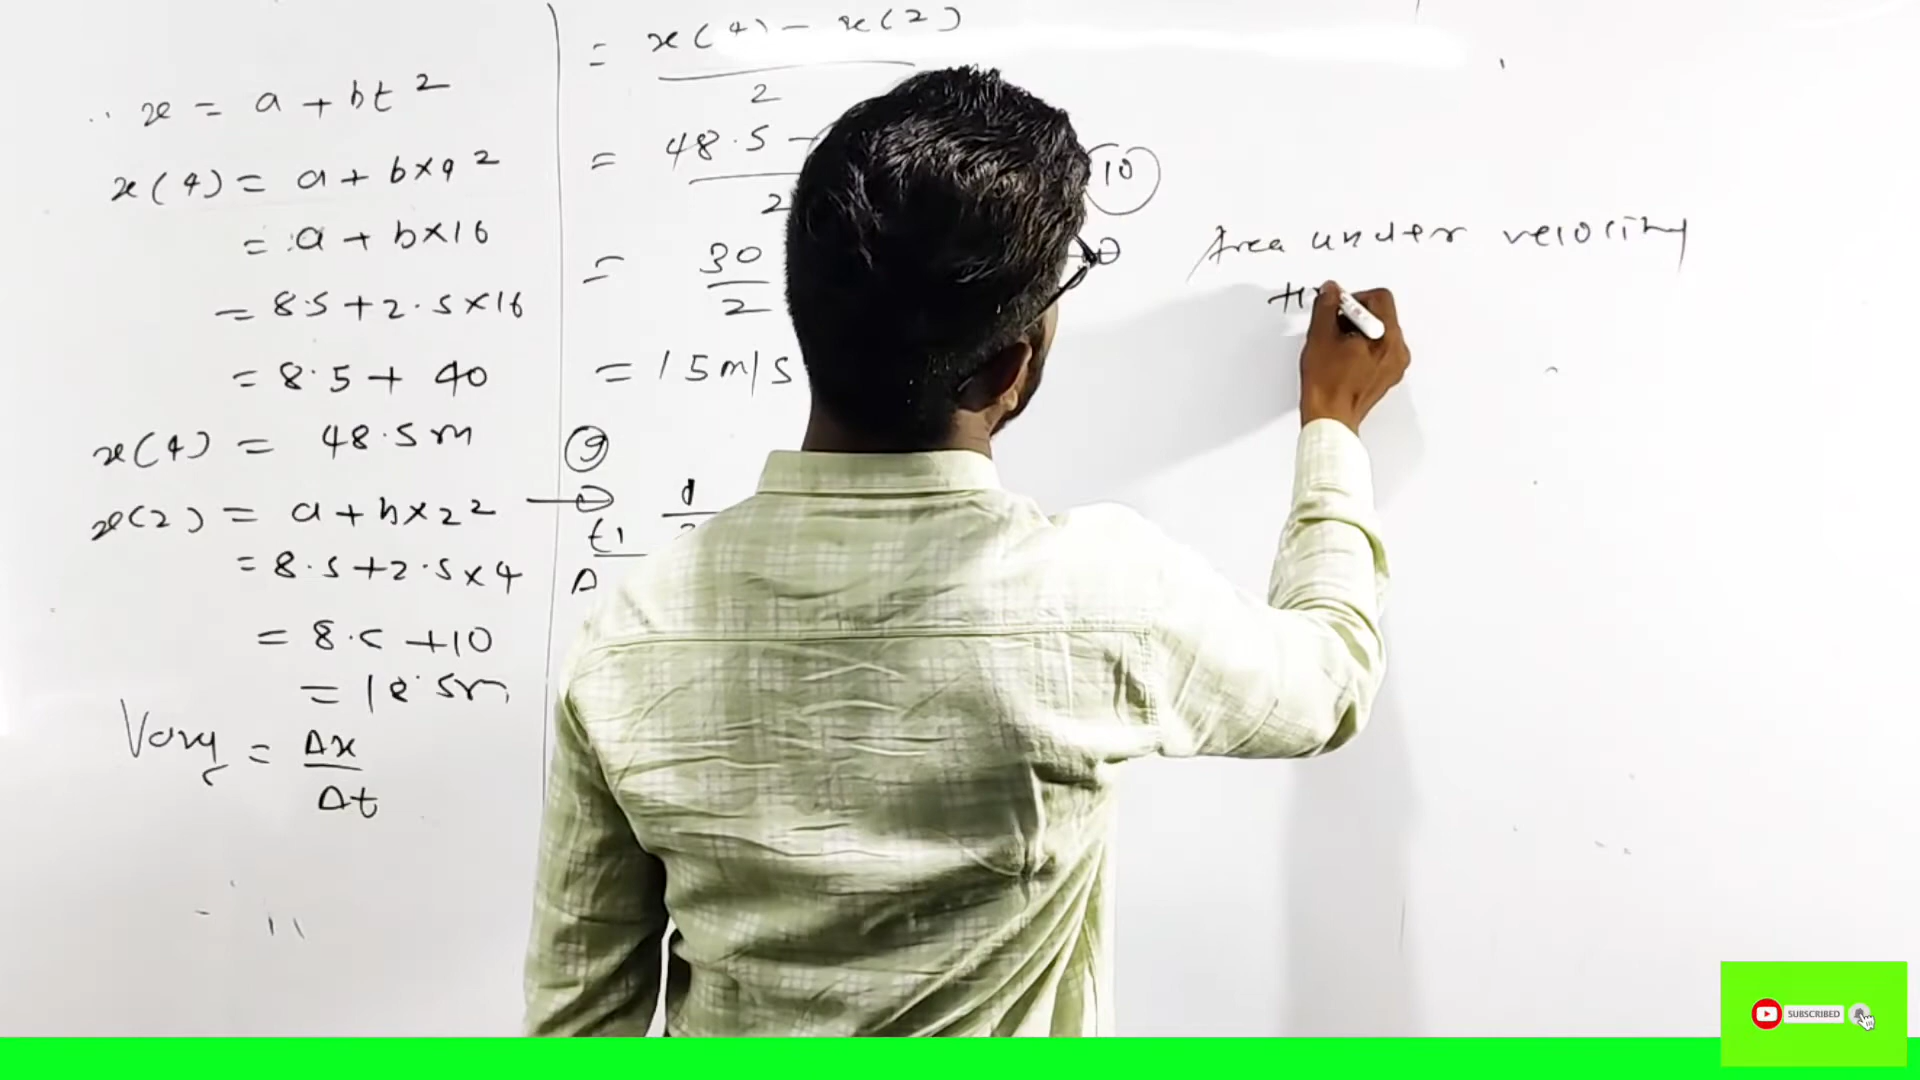 x = a + bt²
x(4) = a + b×4²
= a + b×16
= 8.5 + 2.5×16
= 8.5 + 40
x(4) = 48.5m
x(2) = a + b×2²
= 8.5 + 2.5×4
= 8.5 + 10
= 18.5m
Vavg = Δx
Δt
= x(4) - x(2)
2
= 48.5 -
2
= 30
2
= 15 m/s
9
10
Area under velocity
SUBSCRIBED